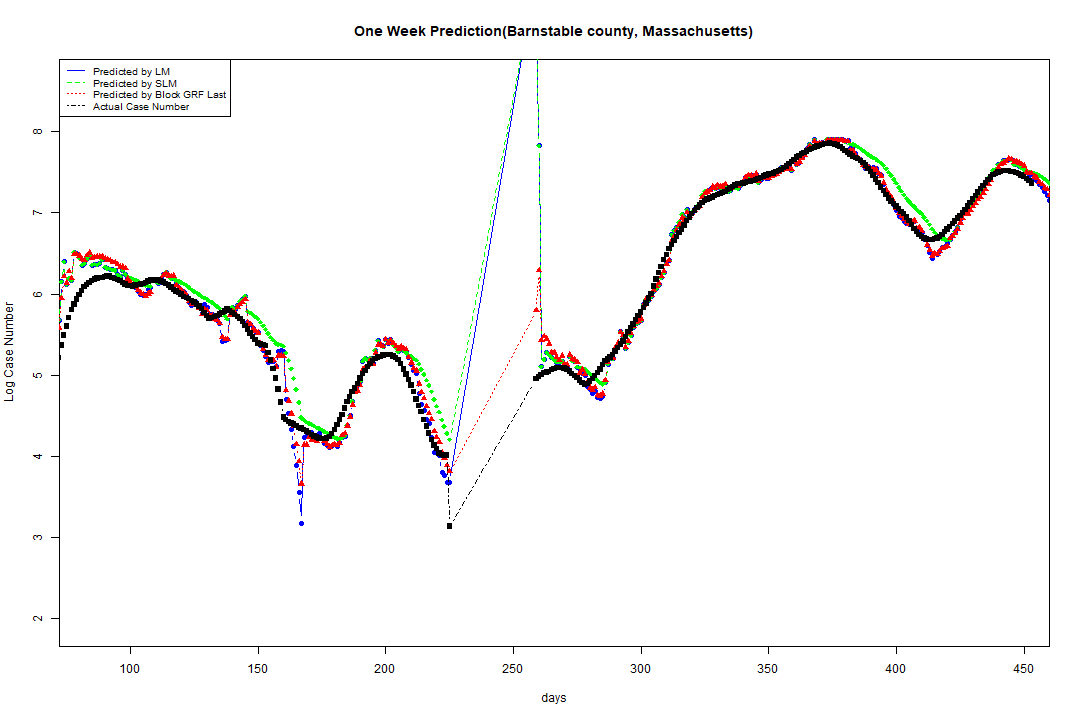 One Week Prediction(Barnstable county, Massachusetts)
Predicted by LM
Predicted by SLM
Predicted by Block GRF Last
Actual Case Number
Log Case Number
8
7
6
5
4
3
2
100 150 200 250 300 350 400 450
days